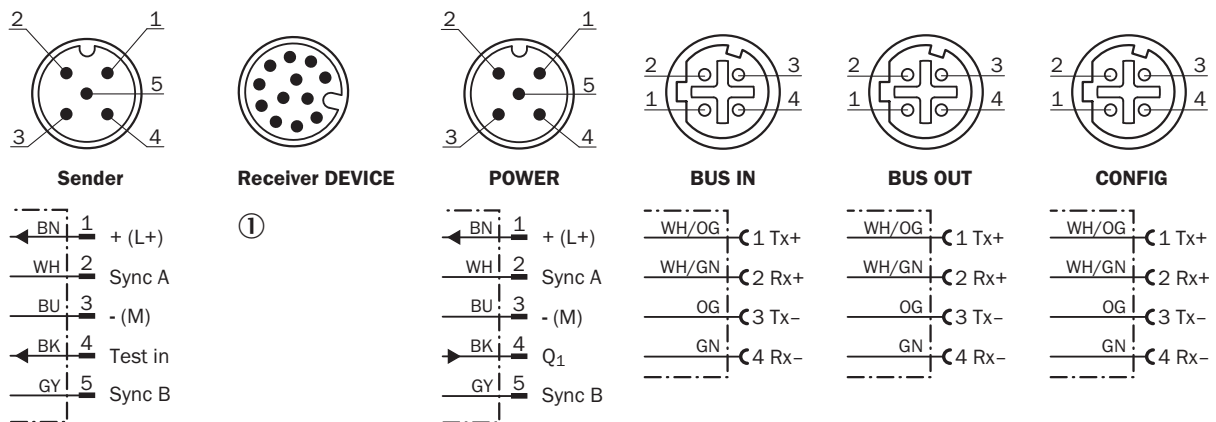 2 1
5
3 4
Sender
BN 1 + (L+)
WH 2 Sync A
BU 3 - (M)
BK 4 Test in
GY 5 Sync B
Receiver DEVICE
①
2 1
5
3 4
POWER
BN 1 + (L+)
WH 2 Sync A
BU 3 - (M)
BK 4 Q₁
GY 5 Sync B
2 3
1 4
BUS IN
WH/OG 1 Tx+
WH/GN 2 Rx+
OG 3 Tx–
GN 4 Rx–
2 3
1 4
BUS OUT
WH/OG 1 Tx+
WH/GN 2 Rx+
OG 3 Tx–
GN 4 Rx–
2 3
1 4
CONFIG
WH/OG 1 Tx+
WH/GN 2 Rx+
OG 3 Tx–
GN 4 Rx–